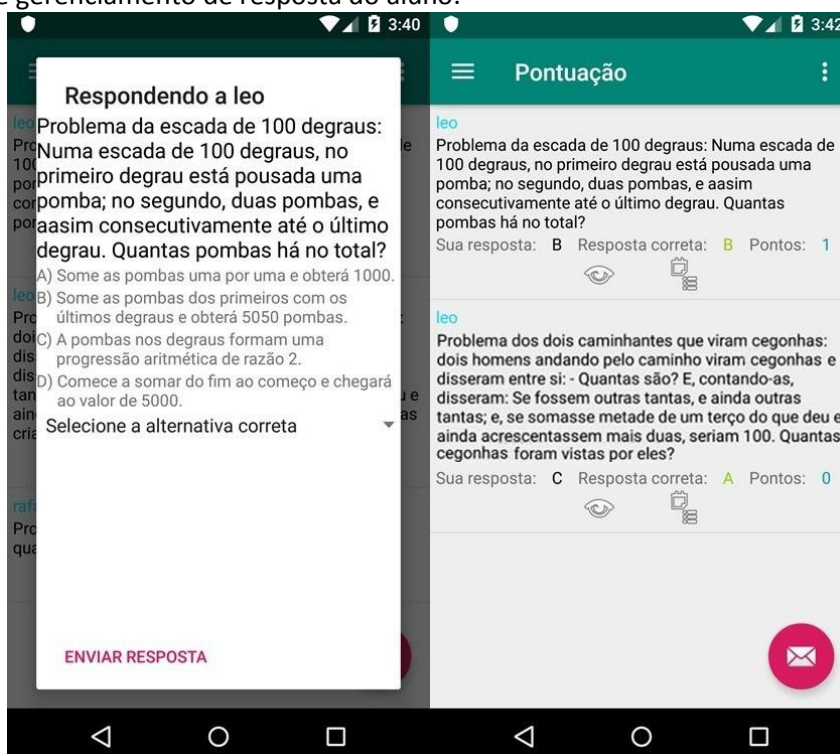 e gerenciamento de resposta do aluno.
3:40
Respondendo a leo
Problema da escada de 100 degraus:
Numa escada de 100 degraus, no
primeiro degrau está pousada uma
pomba; no segundo, duas pombas, e
aasim consecutivamente até o último
degrau. Quantas pombas há no total?
A) Some as pombas uma por uma e obterá 1000.
B) Some as pombas dos primeiros com os
últimos degraus e obterá 5050 pombas.
C) A pombas nos degraus formam uma
progressão aritmética de razão 2.
D) Comece a somar do fim ao começo e chegará
ao valor de 5000.
Selecione a alternativa correta
ENVIAR RESPOSTA
3:42
Pontuação
leo
Problema da escada de 100 degraus: Numa escada de
100 degraus, no primeiro degrau está pousada uma
pomba; no segundo, duas pombas, e aasim
consecutivamente até o último degrau. Quantas
pombas há no total?
Sua resposta: B Resposta correta: B Pontos: 1
leo
Problema dos dois caminhantes que viram cegonhas:
dois homens andando pelo caminho viram cegonhas e
disseram entre si: - Quantas são? E, contando-as,
disseram: Se fossem outras tantas, e ainda outras
tantas; e, se somasse metade de um terço do que deu e
ainda acrescentassem mais duas, seriam 100. Quantas
cegonhas foram vistas por eles?
Sua resposta: C Resposta correta: A Pontos: 0